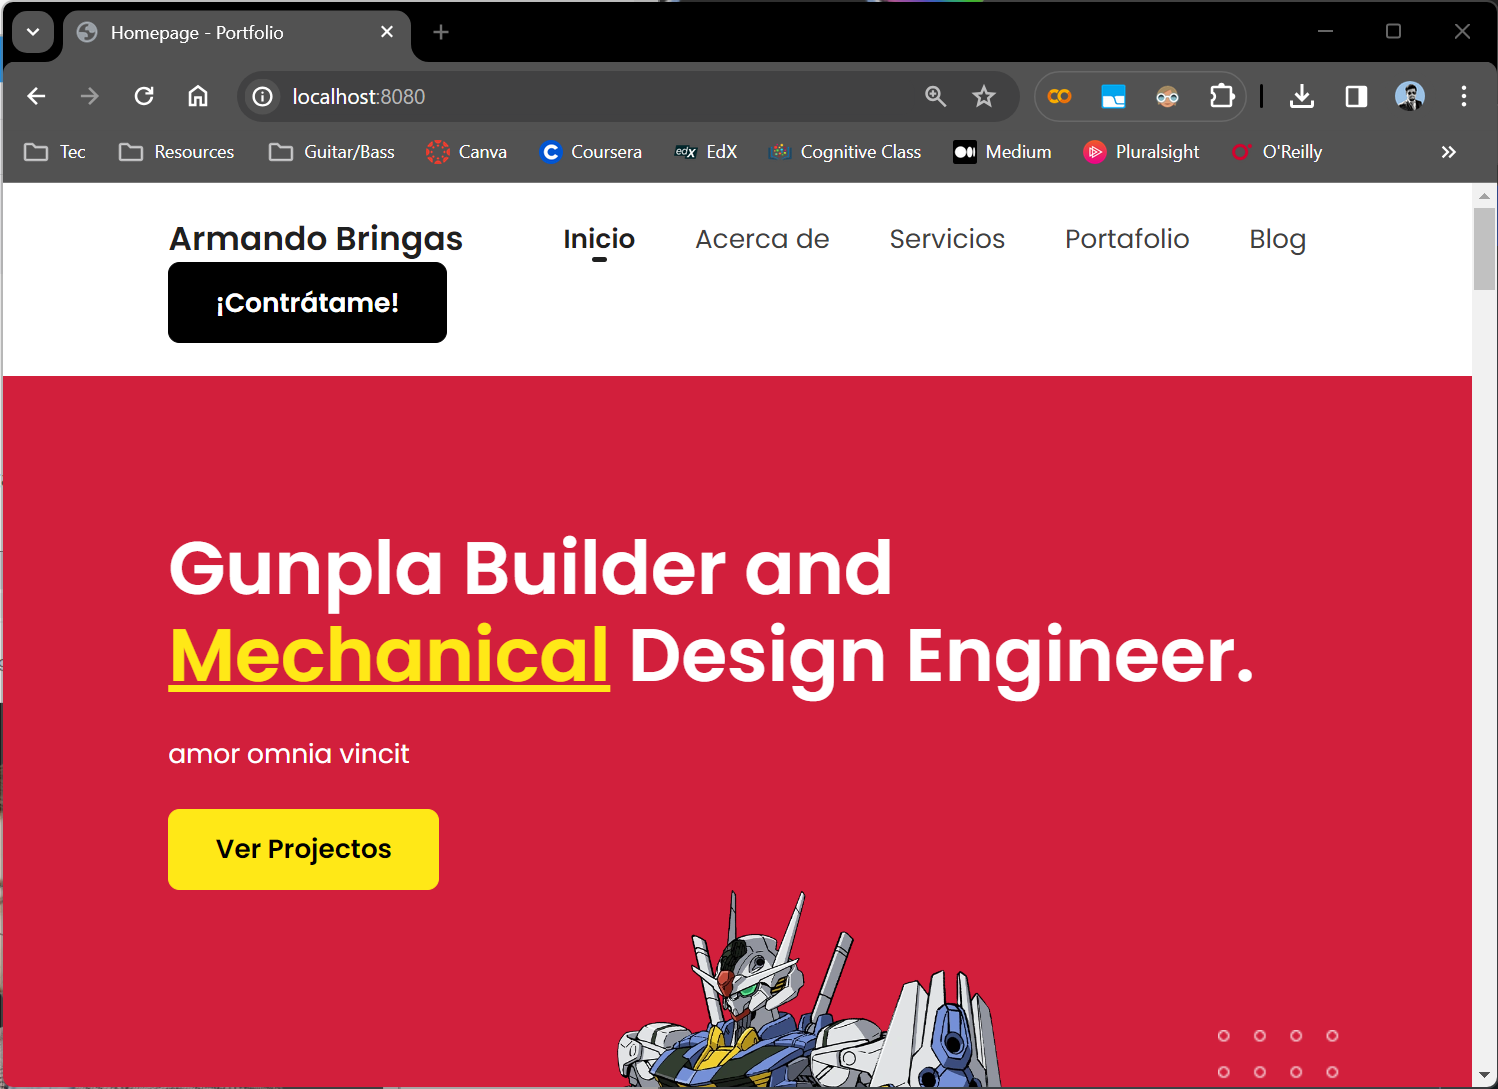 Homepage - Portfolio
localhost:8080
Tec Resources Guitar/Bass Canva Coursera edX EdX Cognitive Class Medium Pluralsight O'Reilly
Armando Bringas Inicio Acerca de Servicios Portafolio Blog
¡Contrátame!
Gunpla Builder and
Mechanical Design Engineer.
amor omnia vincit
Ver Projectos